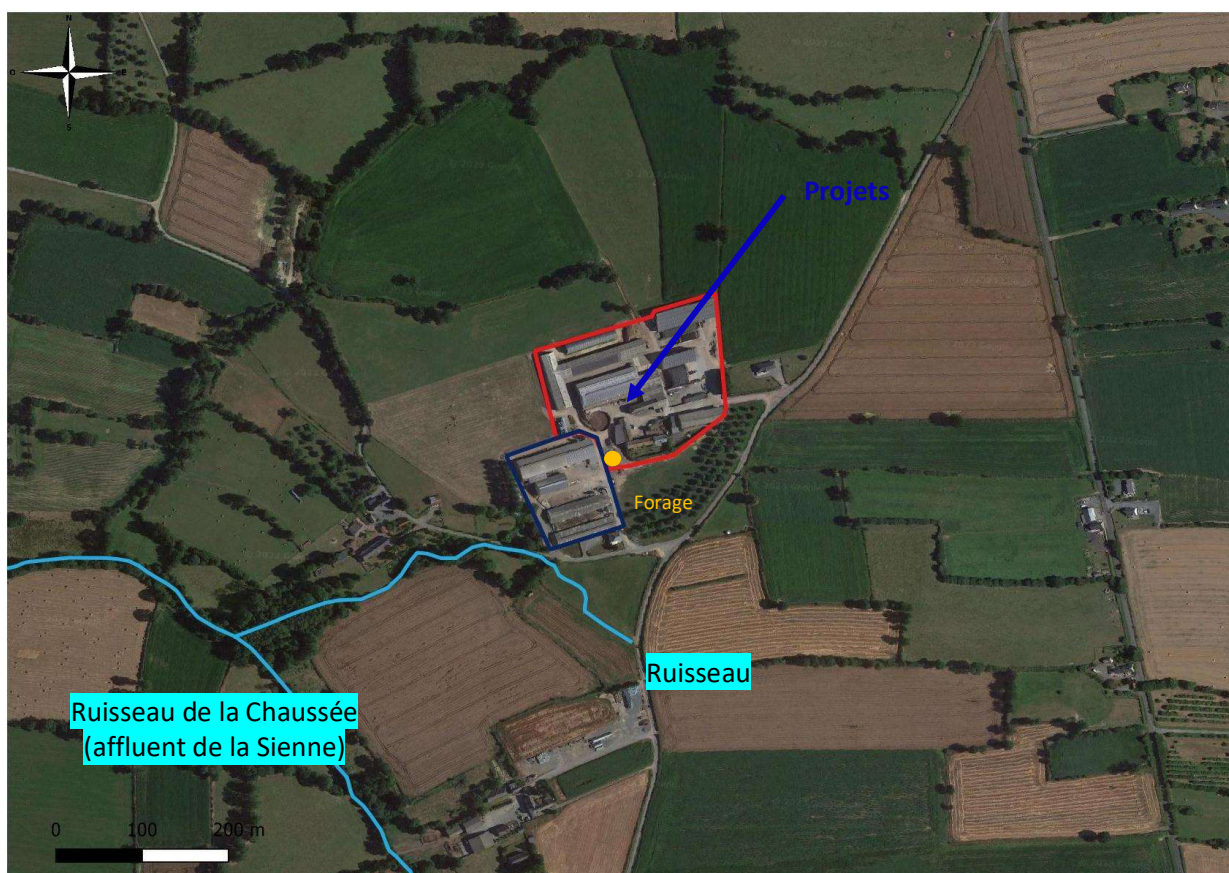 N
O
E
S
Projets
Forage
Ruisseau
Ruisseau de la Chaussée
(affluent de la Sienne)
0 100 200 m